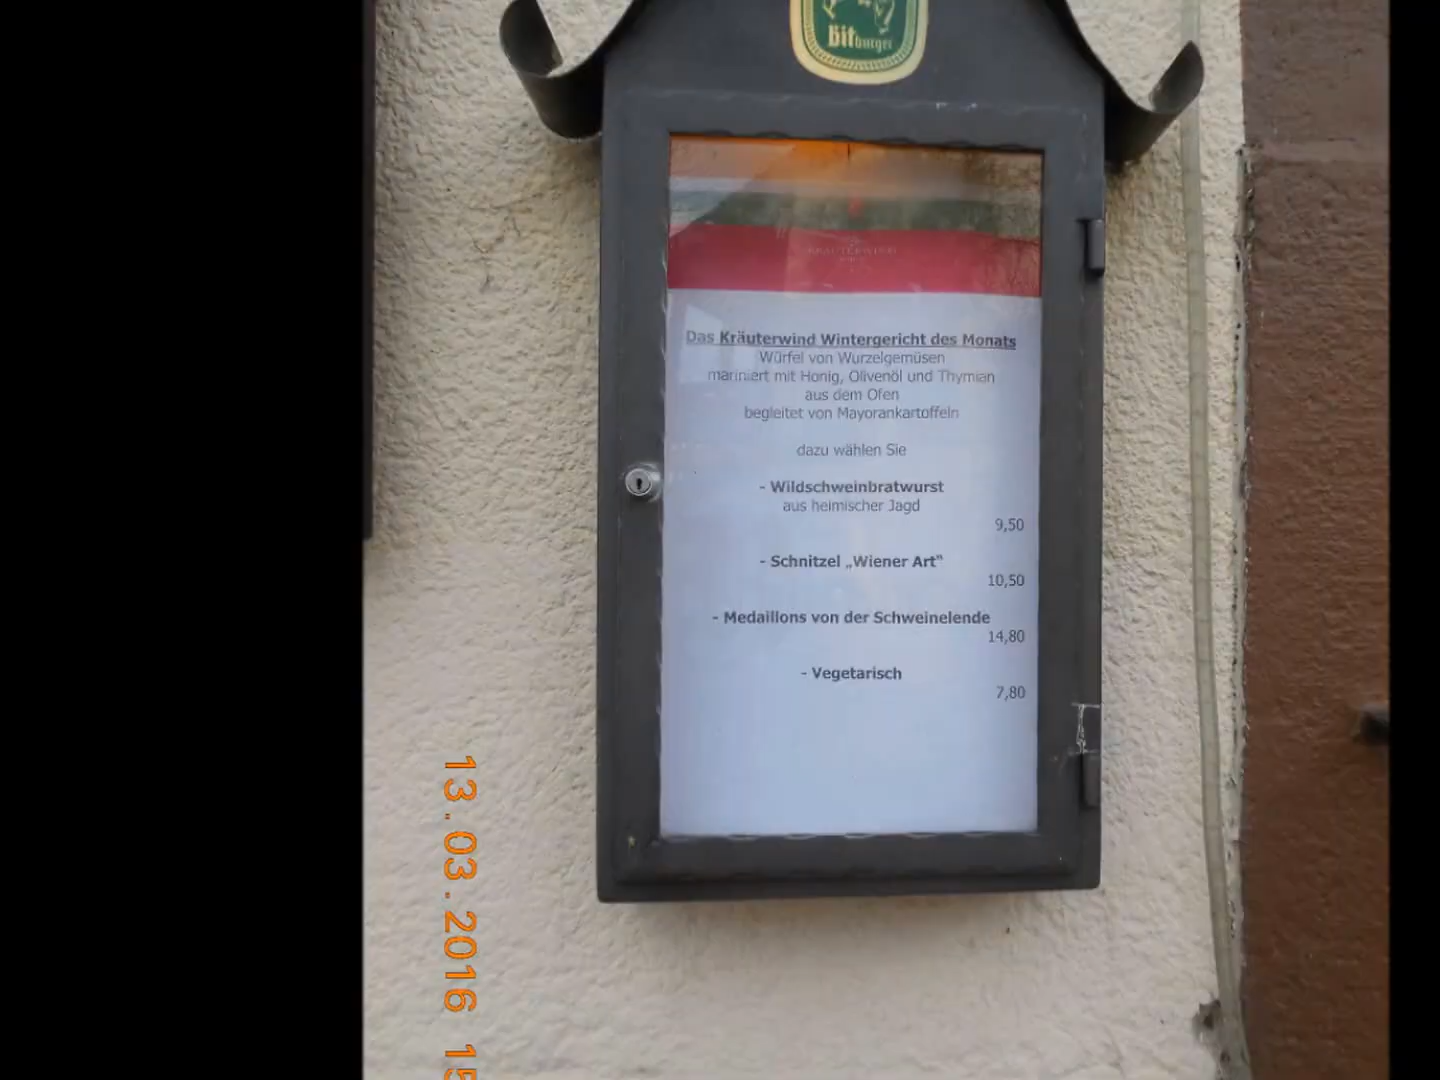 Bitburger
KRÄUTERWIND
Das Kräuterwind Wintergericht des Monats
Würfel von Wurzelgemüsen
mariniert mit Honig, Olivenöl und Thymian
aus dem Ofen
begleitet von Mayorankartoffeln
dazu wählen Sie
- Wildschweinbratwurst
aus heimischer Jagd
9,50
- Schnitzel „Wiener Art"
10,50
- Medaillons von der Schweinelende
14,80
- Vegetarisch
7,80
13.03.2016 15